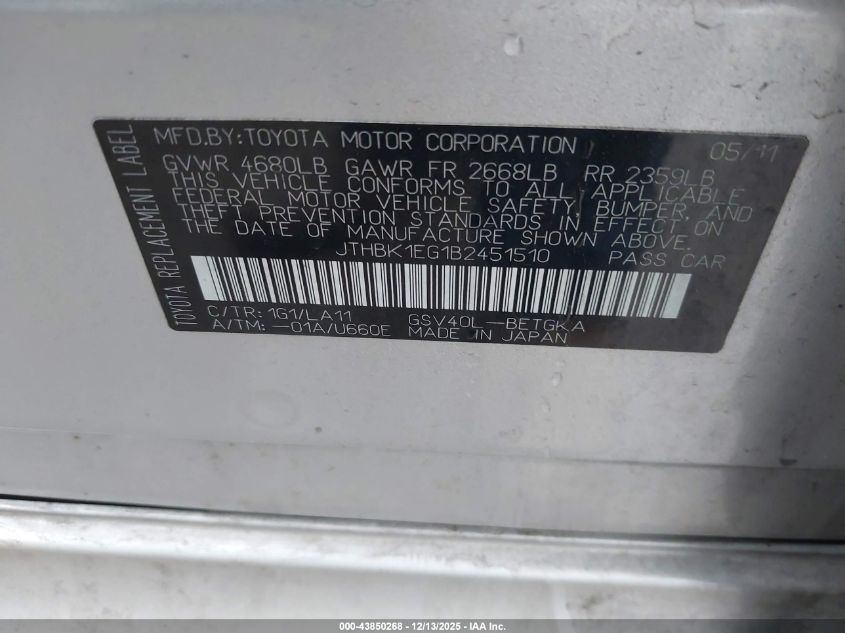 TOYOTA REPLACEMENT LABEL
MFD.BY:TOYOTA MOTOR CORPORATION 05/11
GVWR 4680LB GAWR FR 2668LB RR 2359LB
THIS VEHICLE CONFORMS TO ALL APPLICABLE
FEDERAL MOTOR VEHICLE SAFETY, BUMPER, AND
THEFT PREVENTION STANDARDS IN EFFECT ON
THE DATE OF MANUFACTURE SHOWN ABOVE.
JTHBK1EG1B2451510 PASS CAR
C/TR: 1G1/LA11 GSV40L-BETGKA
A/TM: -01A/U660E MADE IN JAPAN
000-43850268 - 12/13/2025 - IAA Inc.